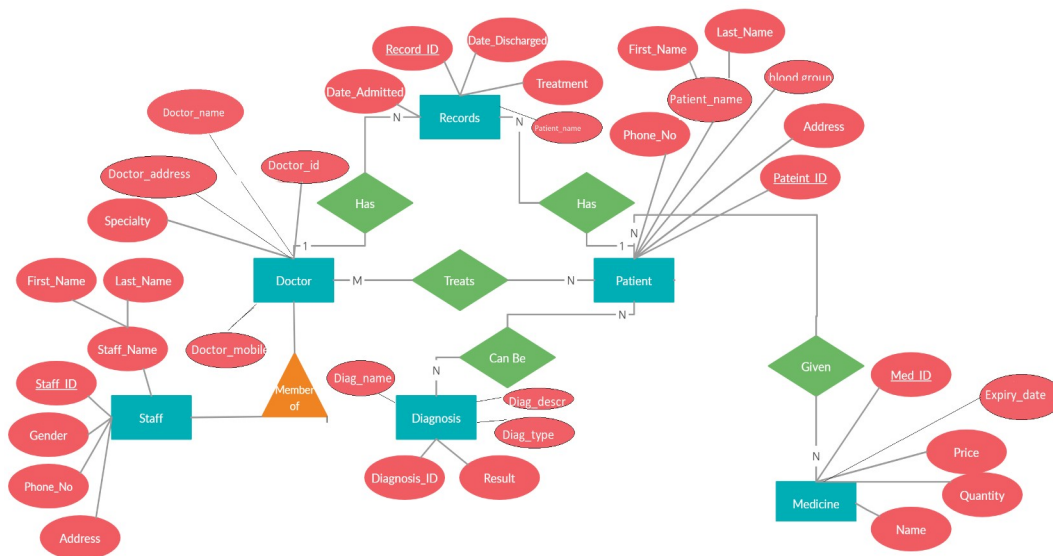 Record_ID
Date_Discharged
Date_Admitted
Treatment
Records
Patient_name
N
N
First_Name
Last_Name
blood group
Patient_name
Phone_No
Address
Pateint_ID
Doctor_name
Doctor_address
Doctor_id
Specialty
Has
Has
1
1
N
Doctor
M
Treats
N
Patient
N
First_Name
Last_Name
Staff_Name
Doctor_mobile
Can Be
N
Given
Staff_ID
Member
of
Staff
Gender
Phone_No
Address
Diag_name
Diag_descr
Diagnosis
Diag_type
Diagnosis_ID
Result
Med_ID
Expiry_date
N
Price
Quantity
Medicine
Name